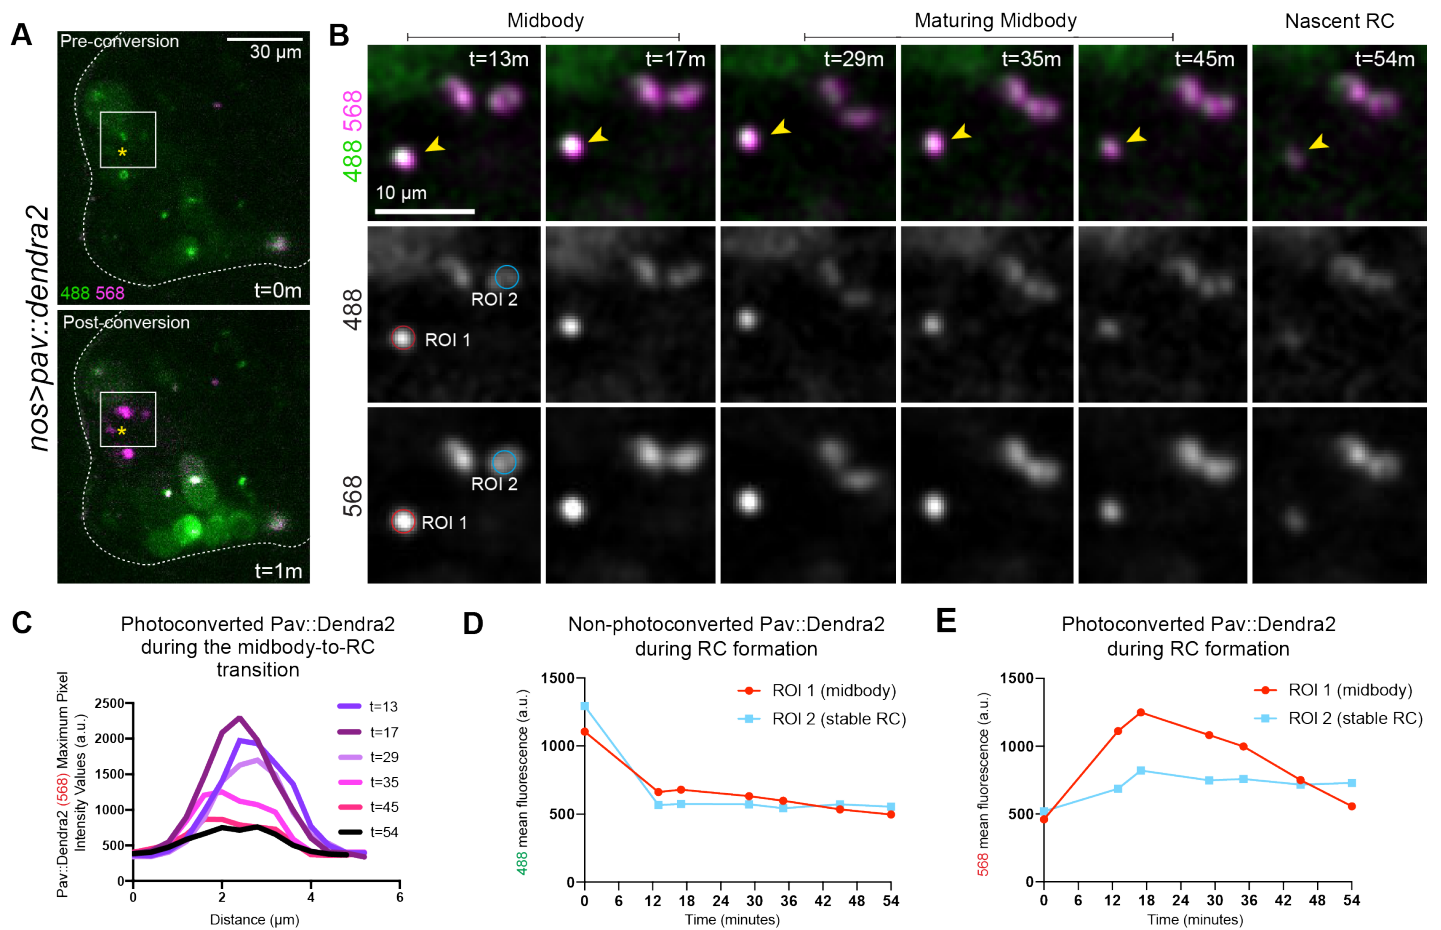 A
nos>pav::dendra2
Pre-conversion
30 µm
*
488 568
t=0m
Post-conversion
*
t=1m
B
Midbody
Maturing Midbody
Nascent RC
488 568
t=13m
t=17m
t=29m
t=35m
t=45m
t=54m
10 µm
488
ROI 2
ROI 1
568
ROI 2
ROI 1
C
Photoconverted Pav::Dendra2
during the midbody-to-RC
transition
Pav::Dendra2 (568) Maximum Pixel
Intensity Values (a.u.)
2500
2000
1500
1000
500
0
0 2 4 6
Distance (µm)
t=13
t=17
t=29
t=35
t=45
t=54
D
Non-photoconverted Pav::Dendra2
during RC formation
488 mean fluorescence (a.u.)
1500
1000
500
0
0 6 12 18 24 30 36 42 48 54
Time (minutes)
ROI 1 (midbody)
ROI 2 (stable RC)
E
Photoconverted Pav::Dendra2
during RC formation
568 mean fluorescence (a.u.)
1500
1000
500
0
0 6 12 18 24 30 36 42 48 54
Time (minutes)
ROI 1 (midbody)
ROI 2 (stable RC)